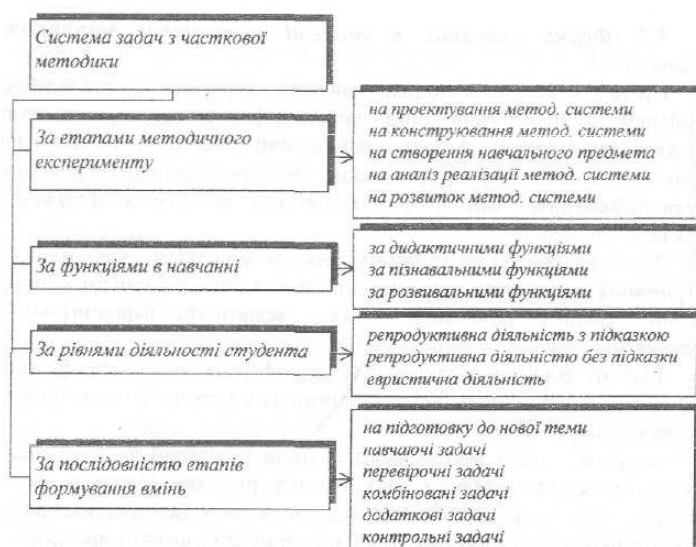 Система задач з часткової
методики
За етапами методичного
експерименту
на проектування метод. системи
на конструювання метод. системи
на створення навчального предмета
на аналіз реалізації метод. системи
на розвиток метод. системи
За функціями в навчанні
за дидактичними функціями
за пізнавальними функціями
за розвивальними функціями
За рівнями діяльності студента
репродуктивна діяльність з підказкою
репродуктивна діяльністю без підказки
евристична діяльність
За послідовністю етапів
формування вмінь
на підготовку до нової теми
навчаючі задачі
перевіряючі задачі
комбіновані задачі
додаткові задачі
контрольні задачі